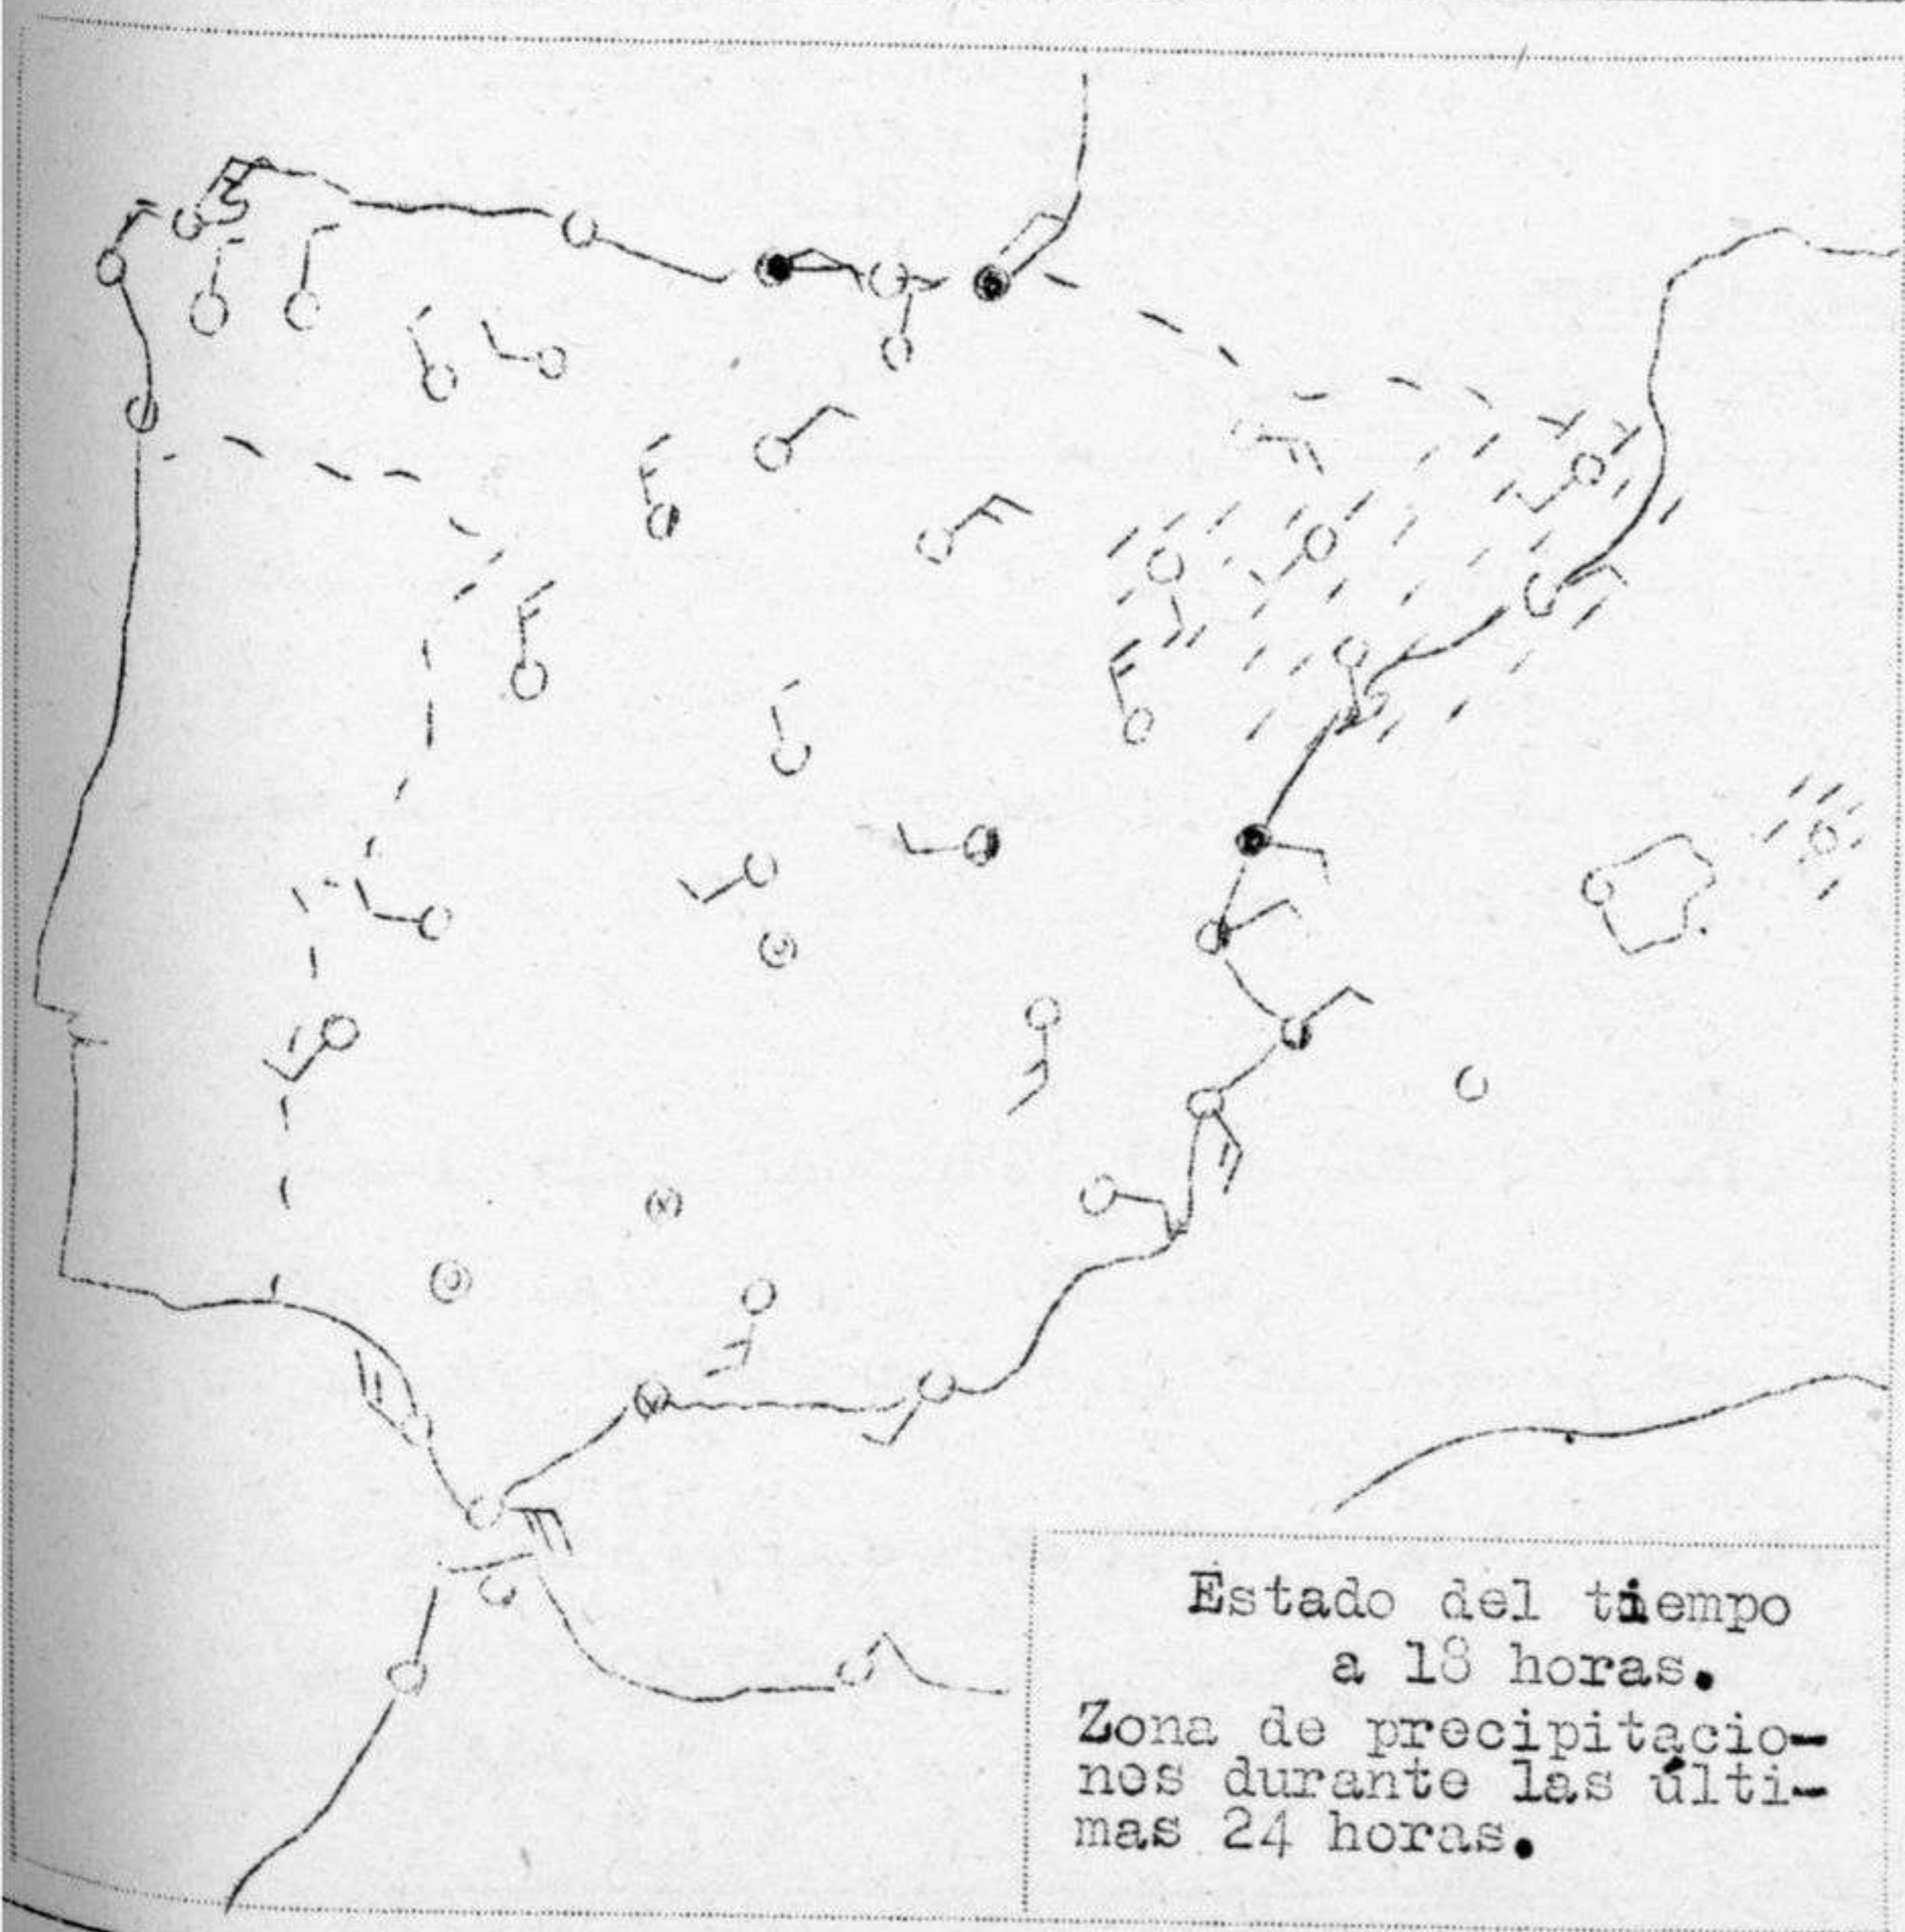 Estado del tiempo
a 18 horas.
Zona de precipitacio-
nes durante las últi-
mas 24 horas.